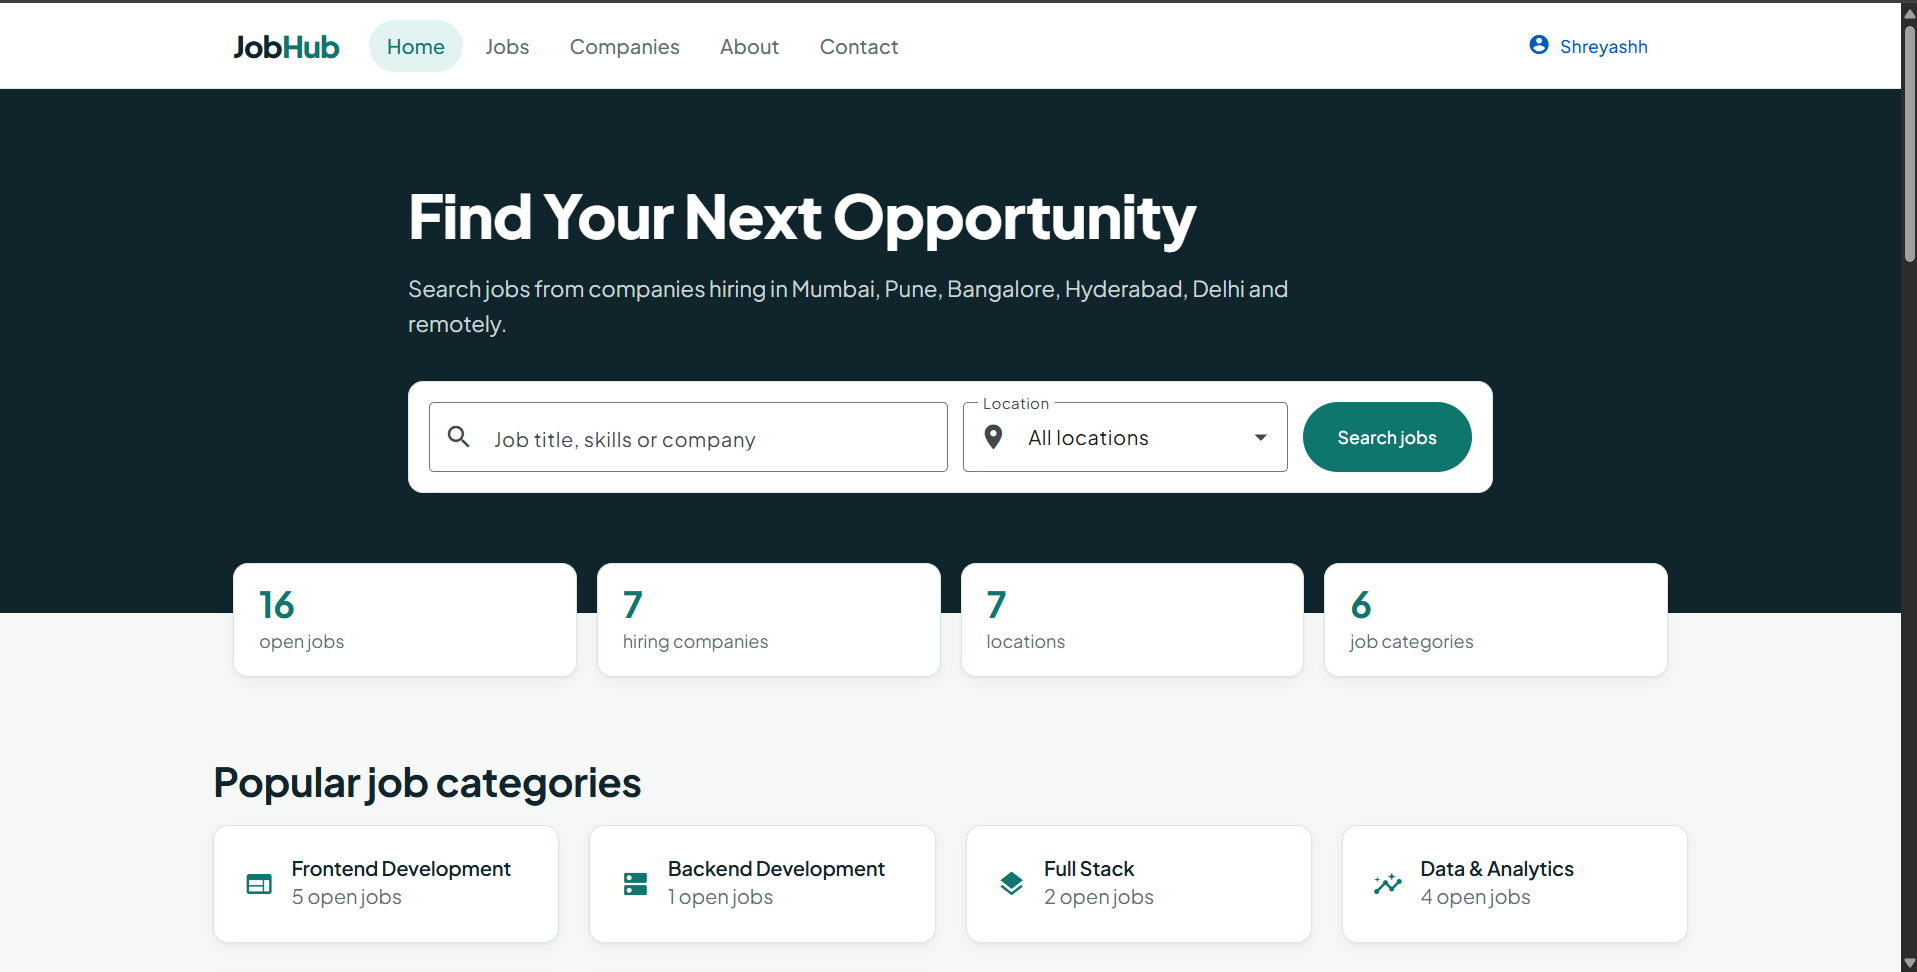 JobHub
Home
Jobs
Companies
About
Contact
Shreyashh
Find Your Next Opportunity
Search jobs from companies hiring in Mumbai, Pune, Bangalore, Hyderabad, Delhi and
remotely.
Job title, skills or company
Location
All locations
Search jobs
16
open jobs
7
hiring companies
7
locations
6
job categories
Popular job categories
Frontend Development
5 open jobs
Backend Development
1 open jobs
Full Stack
2 open jobs
Data & Analytics
4 open jobs